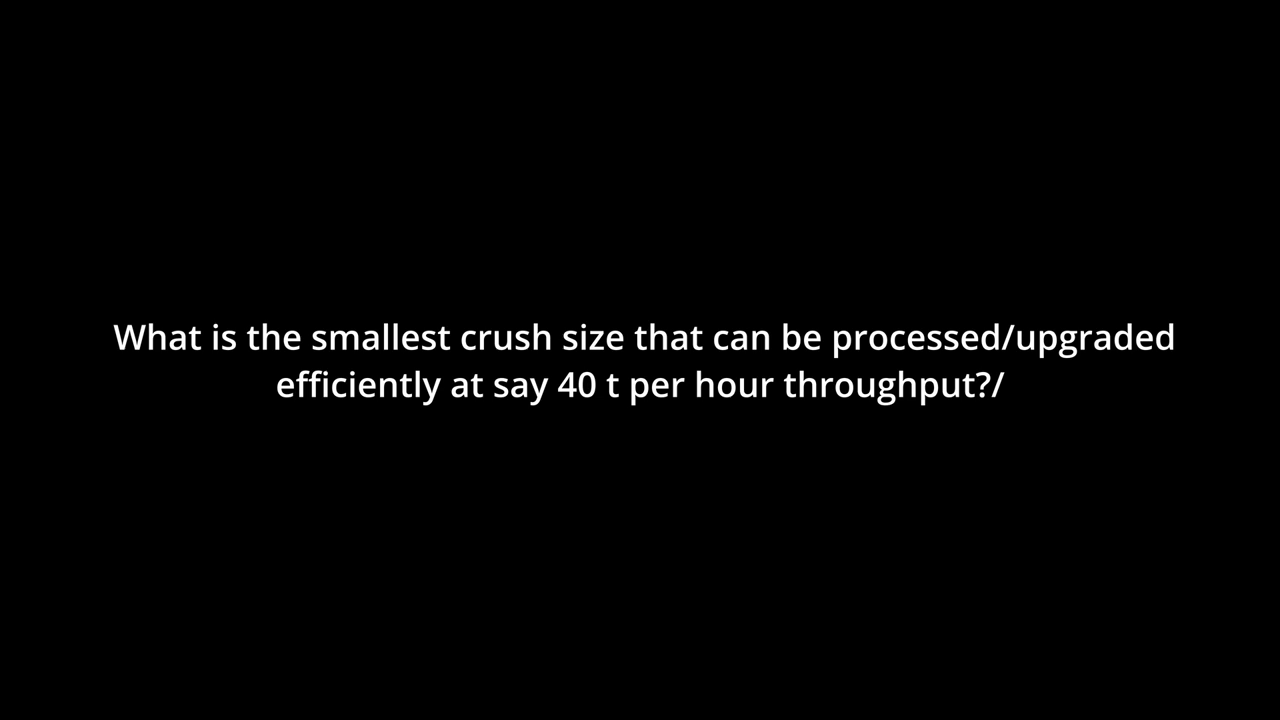 What is the smallest crush size that can be processed/upgraded
efficiently at say 40 t per hour throughput?/